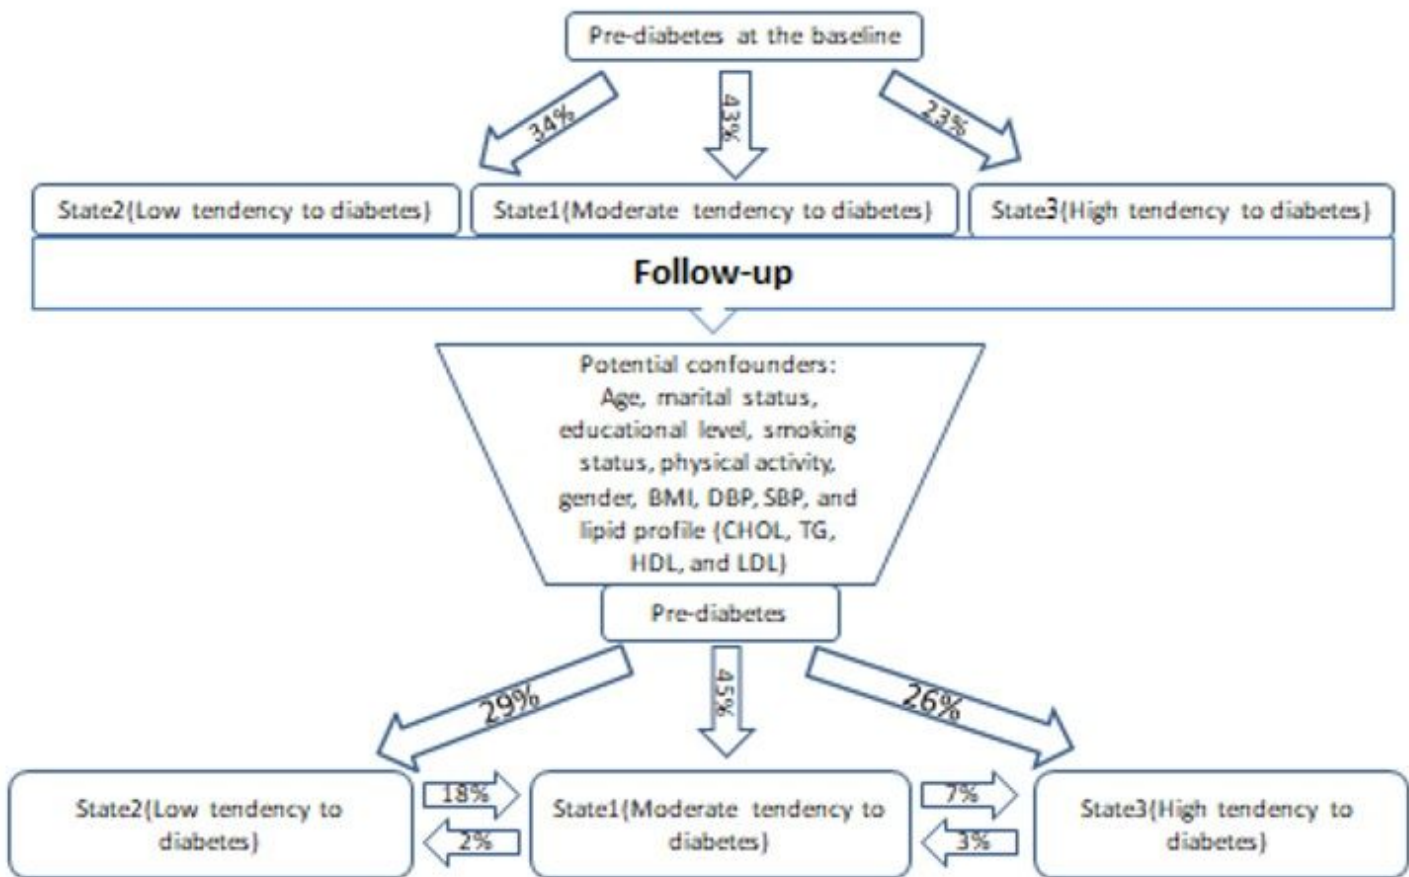 Pre-diabetes at the baseline
34%
43%
23%
State2(Low tendency to diabetes)
State1(Moderate tendency to diabetes)
State3(High tendency to diabetes)
Follow-up
Potential confounders:
Age, marital status,
educational level, smoking
status, physical activity,
gender, BMI, DBP, SBP, and
lipid profile (CHOL, TG,
HDL, and LDL)
Pre-diabetes
29%
45%
26%
State2(Low tendency to
diabetes)
18%
2%
State1(Moderate tendency to
diabetes)
7%
3%
State3(High tendency to
diabetes)